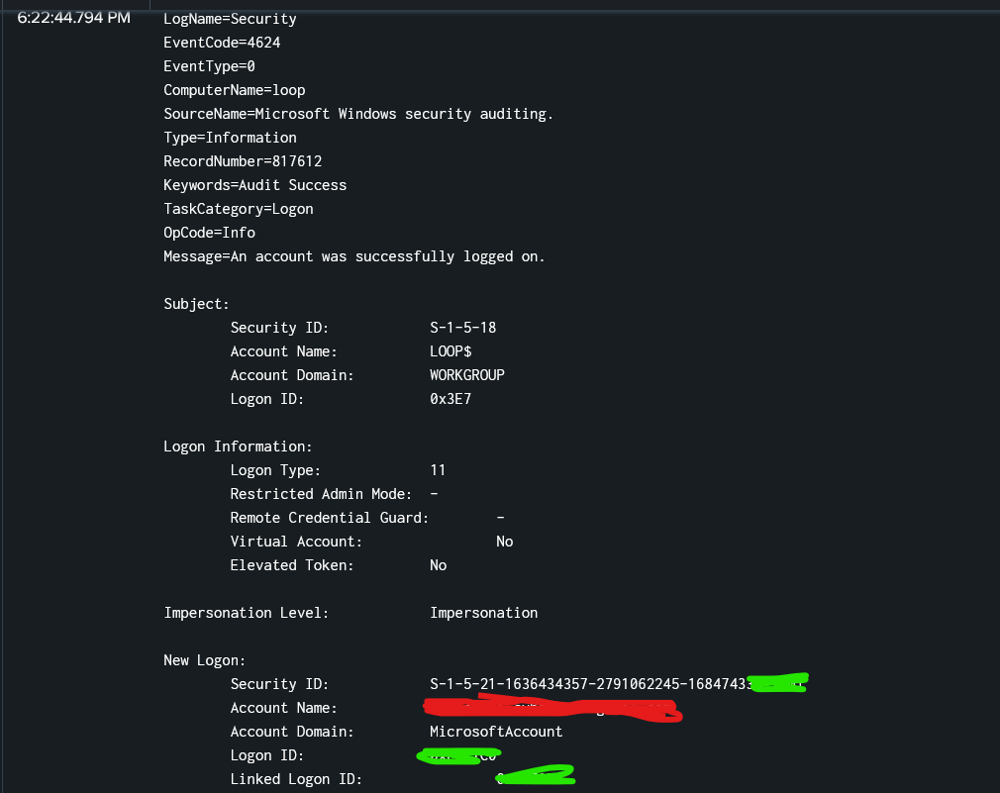 6:22:44.794 PM
LogName=Security
EventCode=4624
EventType=0
ComputerName=loop
SourceName=Microsoft Windows security auditing.
Type=Information
RecordNumber=817612
Keywords=Audit Success
TaskCategory=Logon
OpCode=Info
Message=An account was successfully logged on.
Subject:
Security ID: S-1-5-18
Account Name: LOOP$
Account Domain: WORKGROUP
Logon ID: 0x3E7
Logon Information:
Logon Type: 11
Restricted Admin Mode: -
Remote Credential Guard: -
Virtual Account: No
Elevated Token: No
Impersonation Level: Impersonation
New Logon:
Security ID: S-1-5-21-1636434357-2791062245-16847433
Account Name:
Account Domain: MicrosoftAccount
Logon ID:
Linked Logon ID: